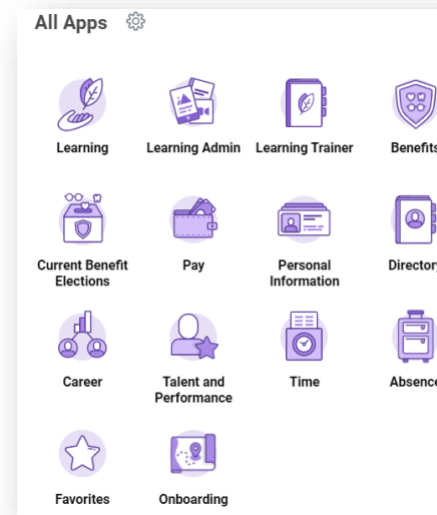 All Apps
Learning
Learning Admin
Learning Trainer
Benefits
Current Benefit
Elections
Pay
Personal
Information
Directory
Career
Talent and
Performance
Time
Absence
Favorites
Onboarding